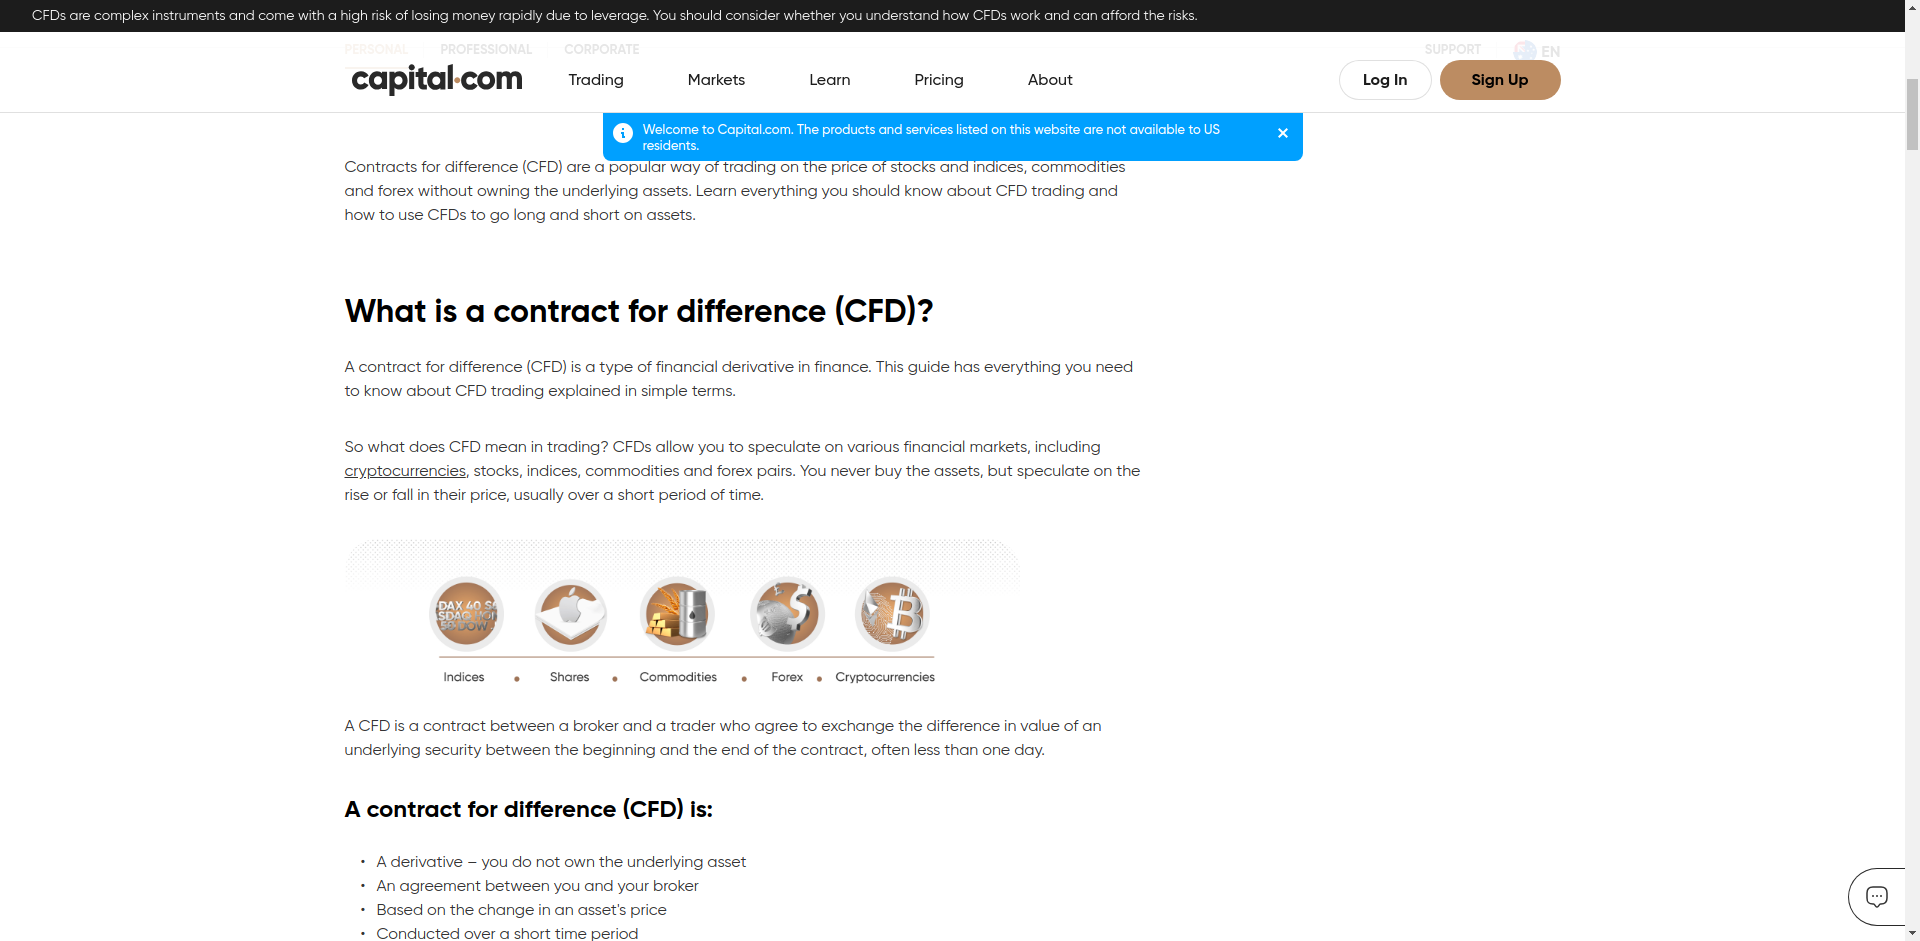 CFDs are complex instruments and come with a high risk of losing money rapidly due to leverage. You should consider whether you understand how CFDs work and can afford the risks.
PERSONAL PROFESSIONAL CORPORATE SUPPORT EN
capital.com Trading Markets Learn Pricing About Log In Sign Up
Welcome to Capital.com. The products and services listed on this website are not available to US
residents.
Contracts for difference (CFD) are a popular way of trading on the price of stocks and indices, commodities
and forex without owning the underlying assets. Learn everything you should know about CFD trading and
how to use CFDs to go long and short on assets.
What is a contract for difference (CFD)?
A contract for difference (CFD) is a type of financial derivative in finance. This guide has everything you need
to know about CFD trading explained in simple terms.
So what does CFD mean in trading? CFDs allow you to speculate on various financial markets, including
cryptocurrencies, stocks, indices, commodities and forex pairs. You never buy the assets, but speculate on the
rise or fall in their price, usually over a short period of time.
DAX 40
Indices • Shares • Commodities • Forex • Cryptocurrencies
A CFD is a contract between a broker and a trader who agree to exchange the difference in value of an
underlying security between the beginning and the end of the contract, often less than one day.
A contract for difference (CFD) is:
• A derivative – you do not own the underlying asset
• An agreement between you and your broker
• Based on the change in an asset's price
• Conducted over a short time period